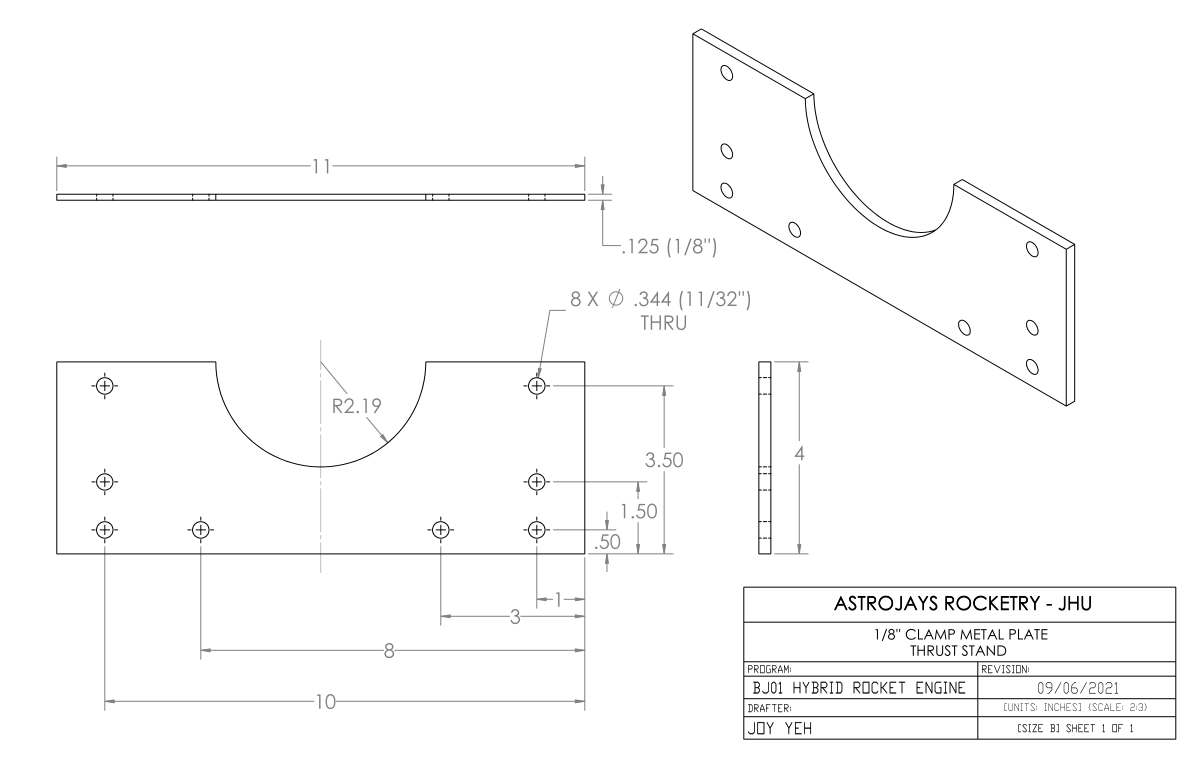 11
.125 (1/8")
8 X Ø .344 (11/32")
THRU
R2.19
3.50
4
1.50
.50
1
3
8
10
ASTROJAYS ROCKETRY - JHU
1/8" CLAMP METAL PLATE
THRUST STAND
PROGRAM:
REVISION:
BJ01 HYBRID ROCKET ENGINE
09/06/2021
DRAFTER:
[UNITS: INCHES] (SCALE: 2:3)
JOY YEH
[SIZE B] SHEET 1 OF 1